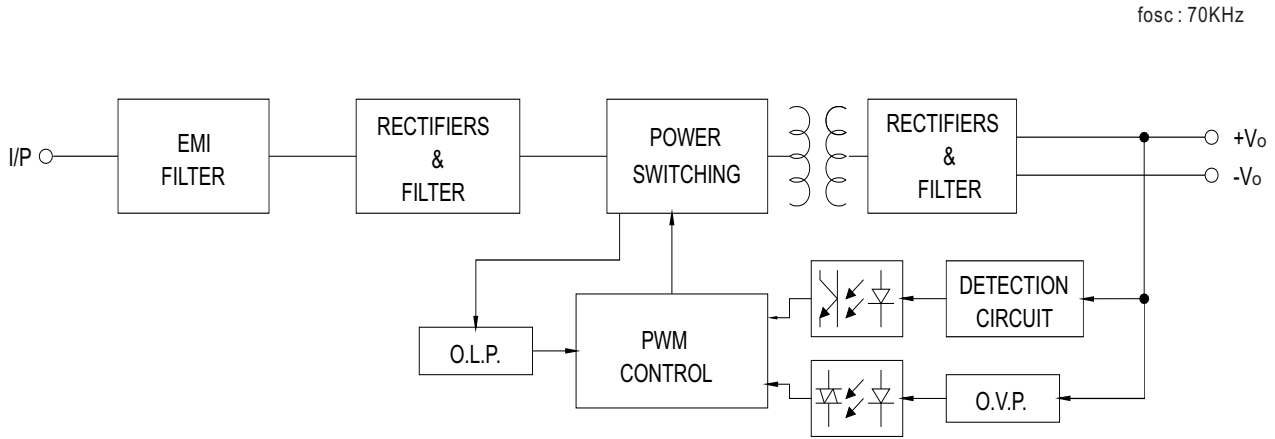 fosc : 70KHz
I/P
EMI
FILTER
RECTIFIERS
&
FILTER
POWER
SWITCHING
RECTIFIERS
&
FILTER
+Vo
-Vo
O.L.P.
PWM
CONTROL
DETECTION
CIRCUIT
O.V.P.